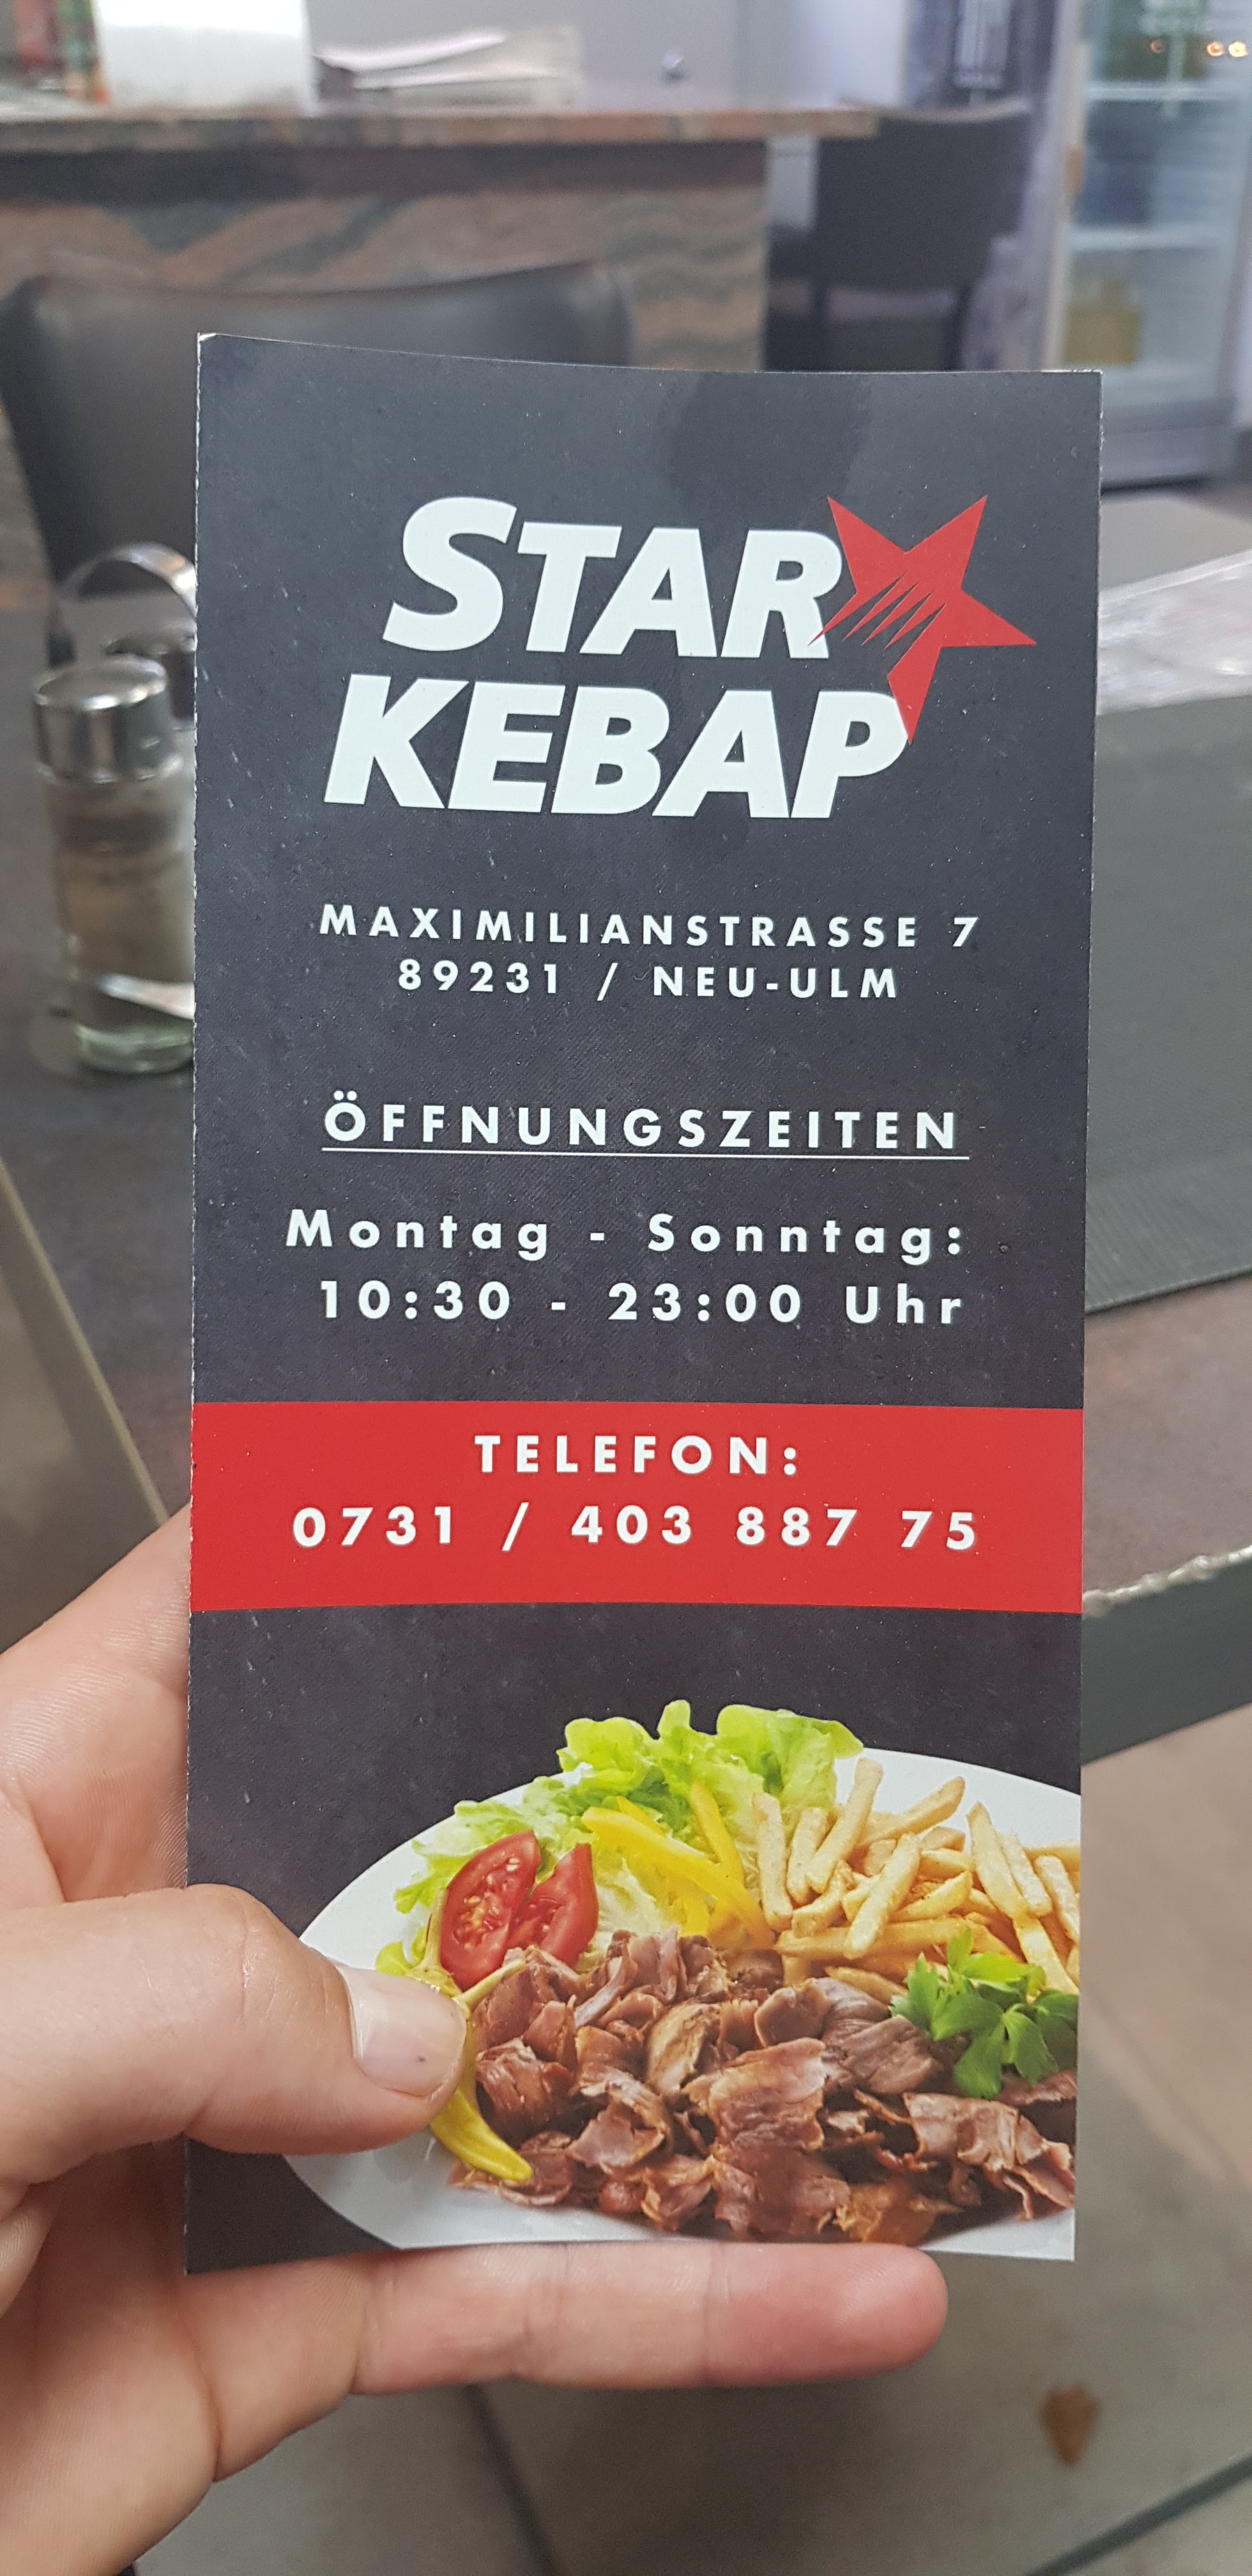 STAR
KEBAP
MAXIMILIANSTRASSE 7
89231 / NEU-ULM
ÖFFNUNGSZEITEN
Montag - Sonntag:
10:30 - 23:00 Uhr
TELEFON:
0731 / 403 887 75